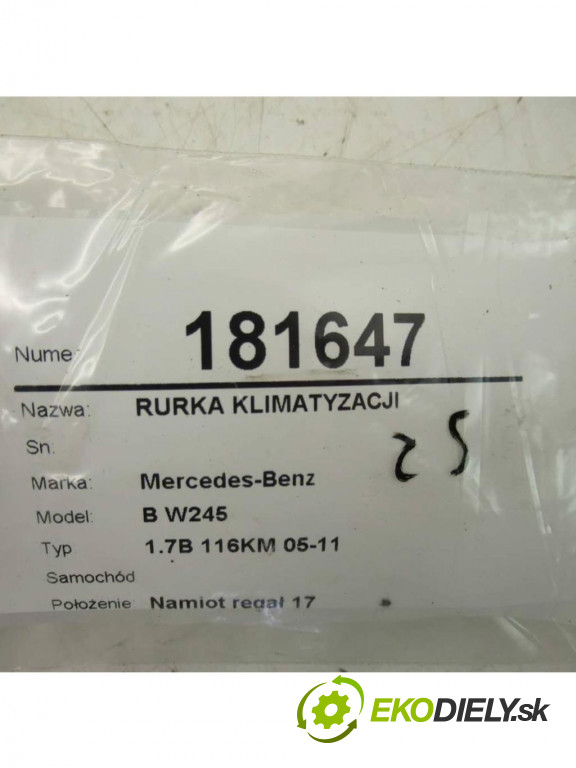 Nume: 181647
Nazwa: RURKA KLIMATYZACJI
Sn:
25
Marka: Mercedes-Benz
Model: B W245
Typ 1.7B 116KM 05-11
Samochód
Położenie: Namiot regał 17
EKODIELY.sk